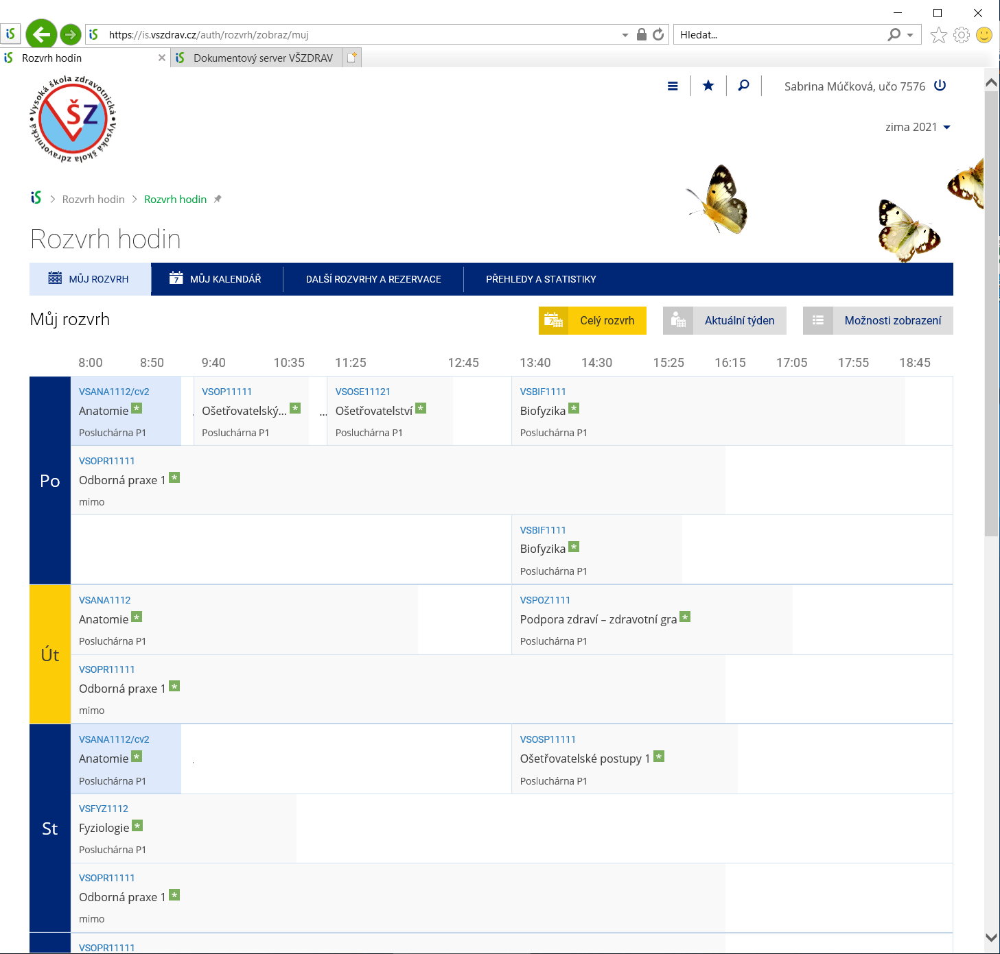 https://is.vszdrav.cz/auth/rozvrh/zobraz/muj
Hledat...
Rozvrh hodin
Dokumentový server VŠZDRAV
Vysoká škola zdravotnická • Vysoká škola zdravotnická •
VŠZ
Sabrina Múčková, učo 7576
zima 2021
Rozvrh hodin
Rozvrh hodin
Rozvrh hodin
MŮJ ROZVRH
7 MŮJ KALENDÁŘ
DALŠÍ ROZVRHY A REZERVACE
PŘEHLEDY A STATISTIKY
Můj rozvrh
Celý rozvrh
Aktuální týden
Možnosti zobrazení
8:00 8:50 9:40 10:35 11:25 12:45 13:40 14:30 15:25 16:15 17:05 17:55 18:45
Po
VSANA1112/cv2
Anatomie *
Posluchárna P1
.
VSOP11111
Ošetřovatelský... *
Posluchárna P1
...
VSOSE11121
Ošetřovatelství *
Posluchárna P1
VSBIF1111
Biofyzika *
Posluchárna P1
VSOPR11111
Odborná praxe 1 *
mimo
VSBIF1111
Biofyzika *
Posluchárna P1
Út
VSANA1112
Anatomie *
Posluchárna P1
VSPOZ1111
Podpora zdraví – zdravotní gra *
Posluchárna P1
VSOPR11111
Odborná praxe 1 *
mimo
St
VSANA1112/cv2
Anatomie *
Posluchárna P1
.
VSOSP11111
Ošetřovatelské postupy 1 *
Posluchárna P1
VSFYZ1112
Fyziologie *
Posluchárna P1
VSOPR11111
Odborná praxe 1 *
mimo
VSOPR11111